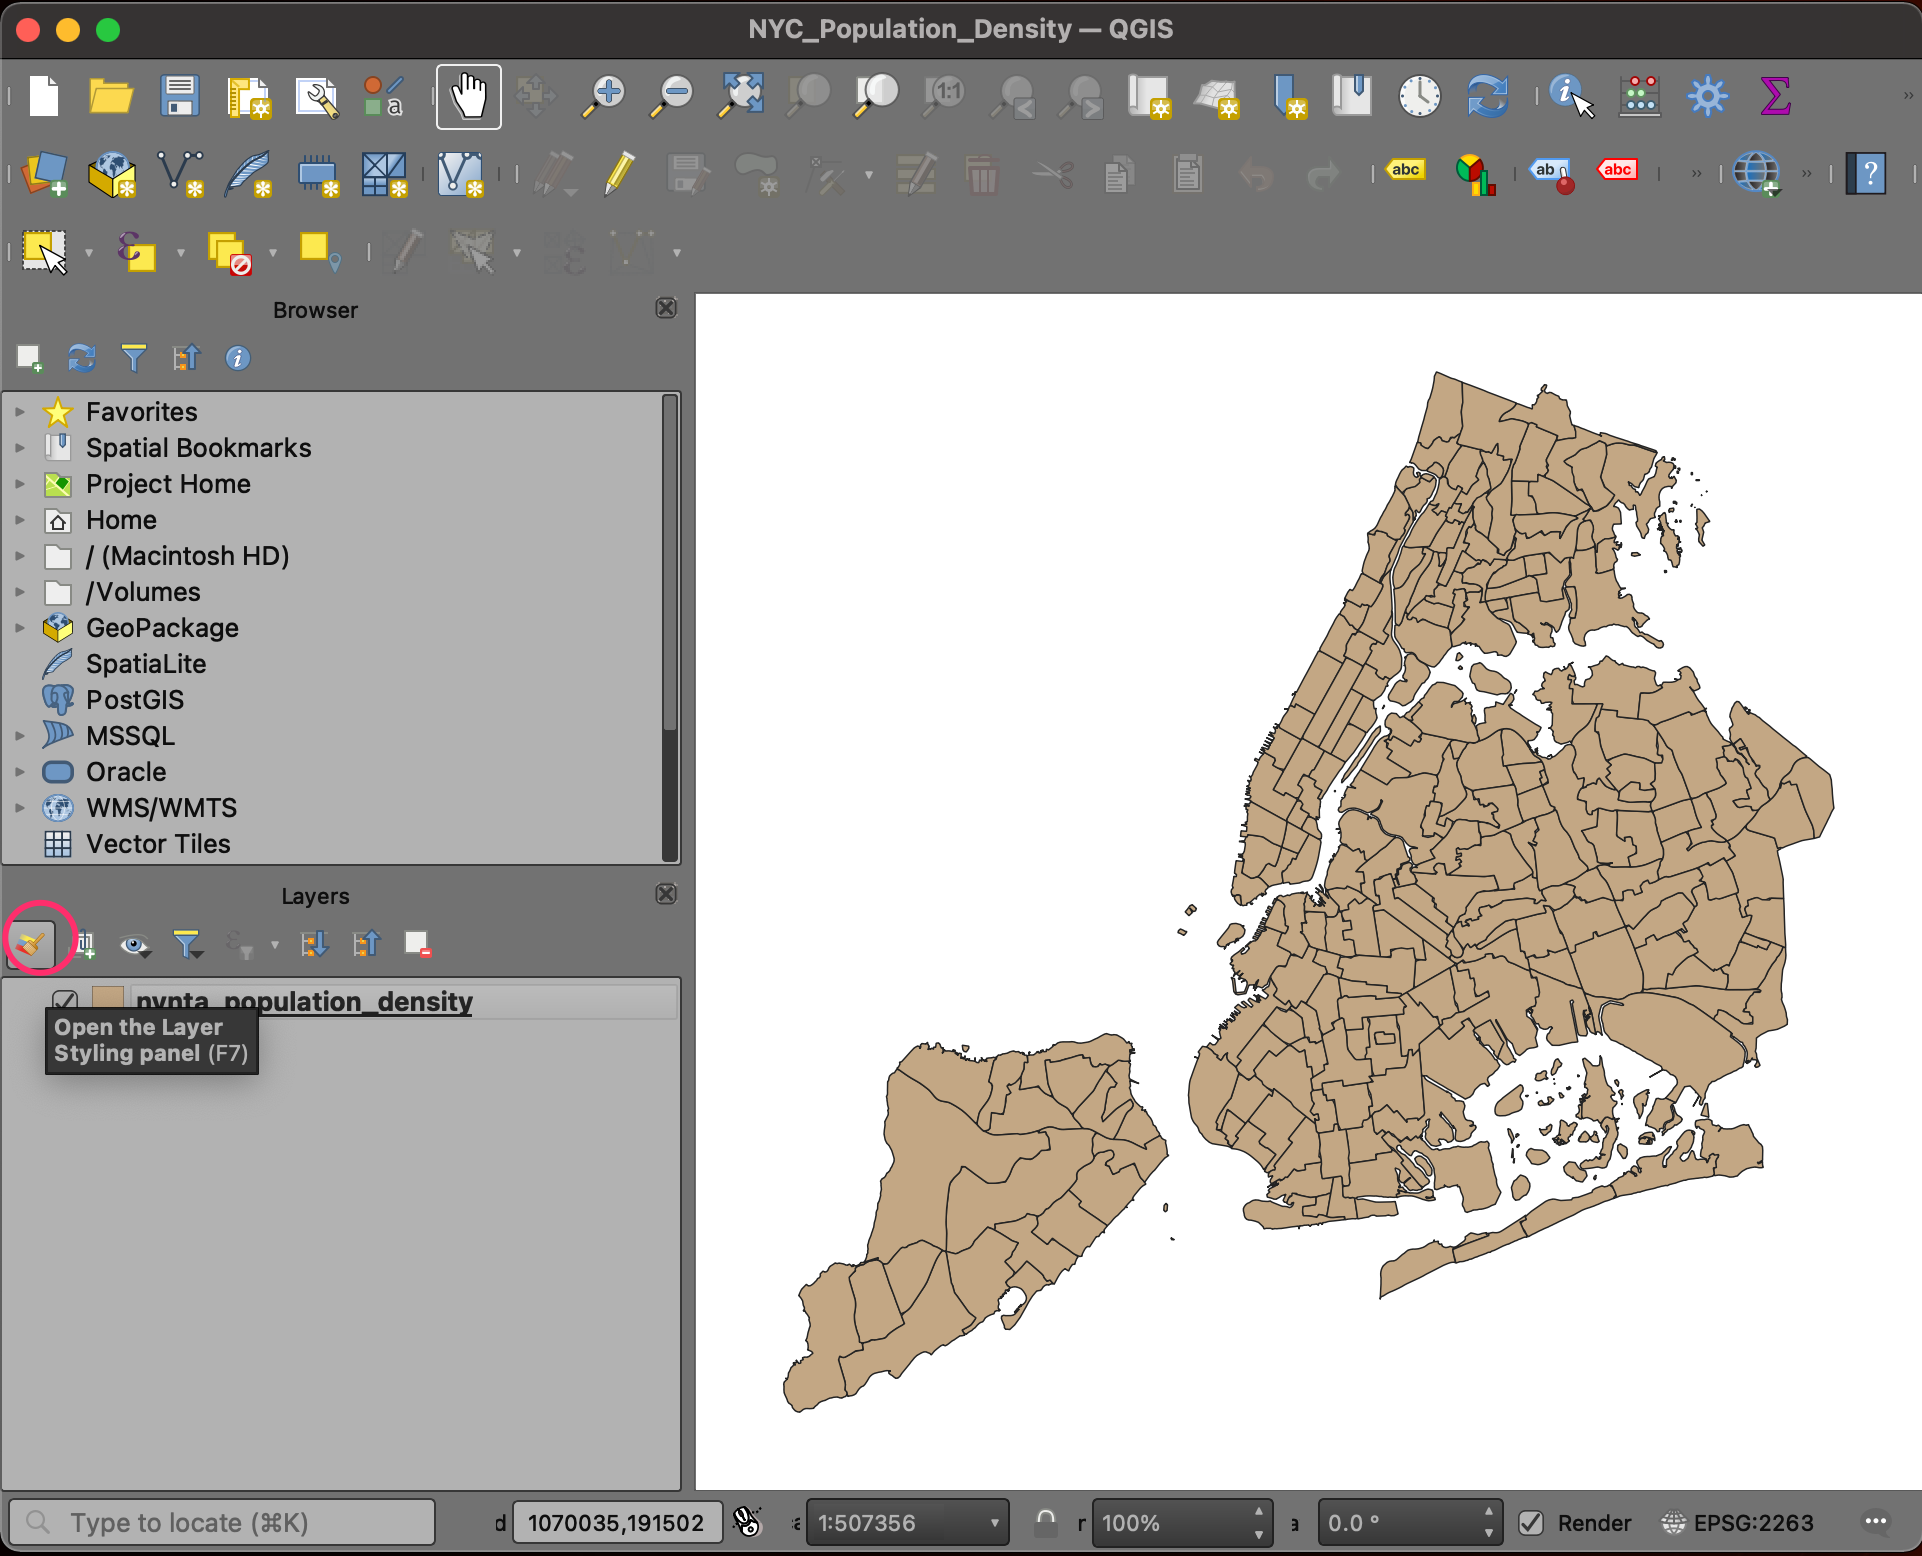 NYC_Population_Density — QGIS
a
1:1
abc
ab
abc
?
Browser
Favorites
Spatial Bookmarks
Project Home
Home
/ (Macintosh HD)
/Volumes
GeoPackage
SpatiaLite
PostGIS
MSSQL
Oracle
WMS/WMTS
Vector Tiles
Layers
nynta_population_density
Open the Layer
Styling panel (F7)
Type to locate (⌘K)
d
1070035,191502
1:507356
r
100%
a
0.0 °
Render
EPSG:2263